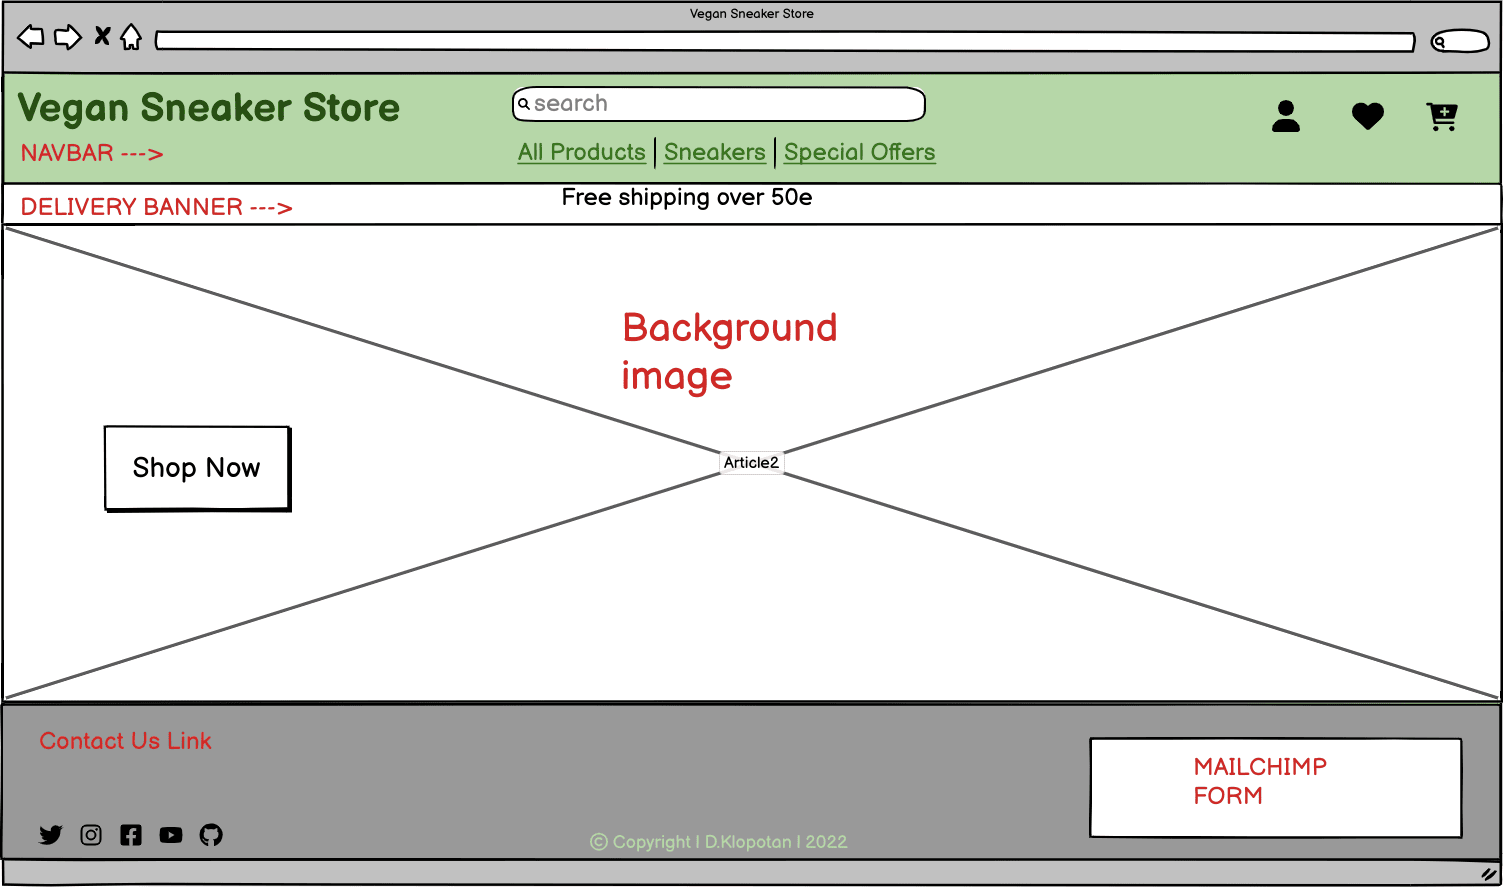 Vegan Sneaker Store
Vegan Sneaker Store
search
NAVBAR --->
All Products | Sneakers | Special Offers
Free shipping over 50e
DELIVERY BANNER --->
Background
image
Article2
Shop Now
Contact Us Link
MAILCHIMP
FORM
© Copyright | D.Klopotan | 2022